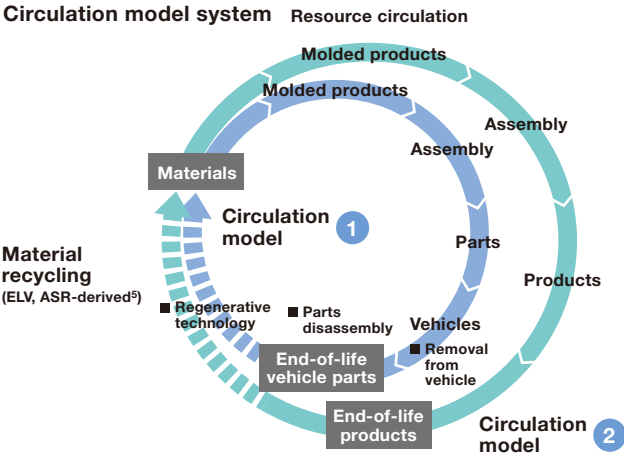 Circulation model system
Resource circulation
Molded products
Molded products
Assembly
Assembly
Materials
Circulation
model
1
Parts
Products
Material
recycling
(ELV, ASR-derived⁵)
■ Regenerative
technology
■ Parts
disassembly
Vehicles
■ Removal
from
vehicle
End-of-life
vehicle parts
End-of-life
products
Circulation
model
2